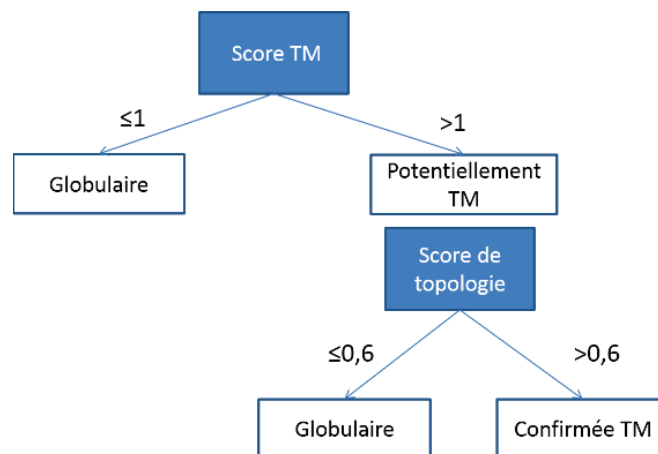 Score TM
≤1
>1
Globulaire
Potentiellement
TM
Score de
topologie
≤0,6
>0,6
Globulaire
Confirmée TM